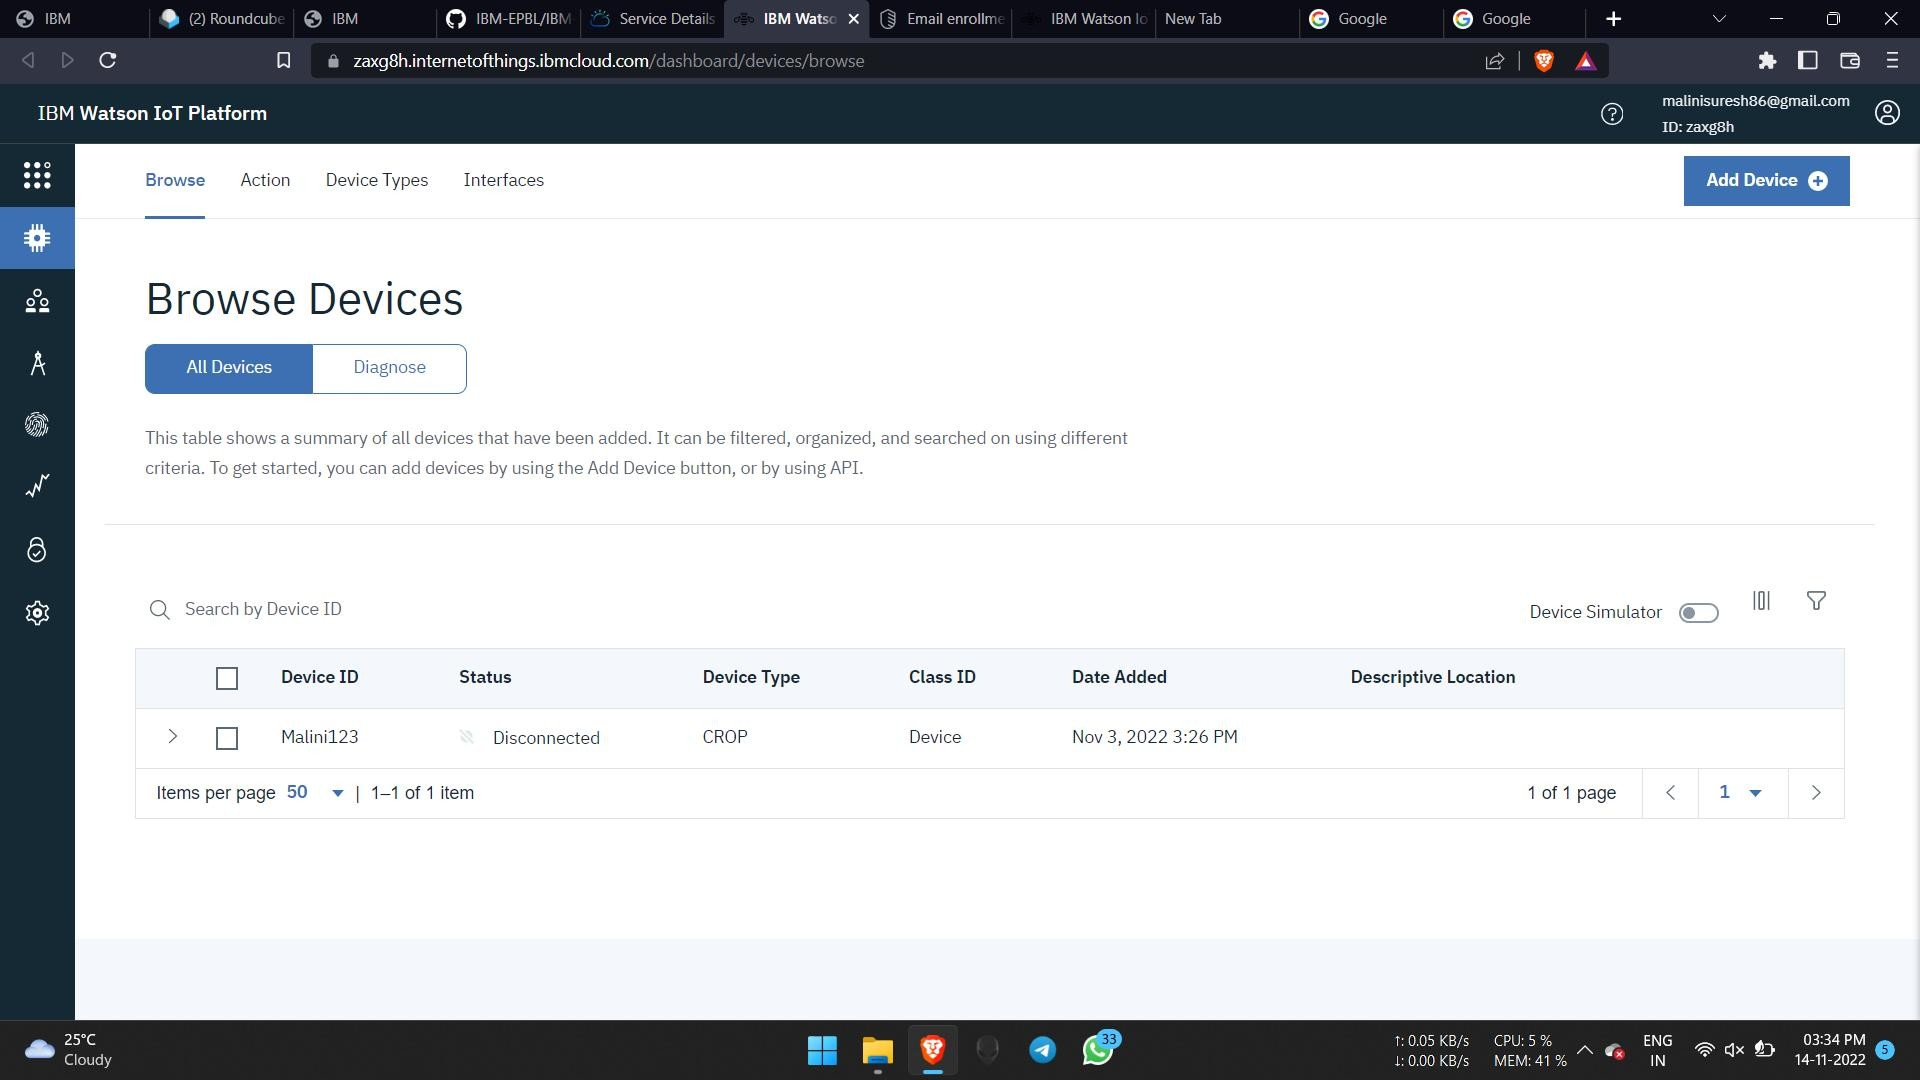 IBM
(2) Roundcube
IBM
IBM-EPBL/IBM-
Service Details
IBM Watso
Email enrollme
IBM Watson Io
New Tab
Google
Google
zaxg8h.internetofthings.ibmcloud.com/dashboard/devices/browse
IBM Watson IoT Platform
malinisuresh86@gmail.com
ID: zaxg8h
Browse
Action
Device Types
Interfaces
Add Device
Browse Devices
All Devices
Diagnose
This table shows a summary of all devices that have been added. It can be filtered, organized, and searched on using different
criteria. To get started, you can add devices by using the Add Device button, or by using API.
Search by Device ID
Device Simulator
Device ID Status Device Type Class ID Date Added Descriptive Location
Malini123 Disconnected CROP Device Nov 3, 2022 3:26 PM
Items per page 50 | 1–1 of 1 item
1 of 1 page
1
25°C
Cloudy
33
↑: 0.05 KB/s
↓: 0.00 KB/s
CPU: 5 %
MEM: 41 %
ENG
IN
03:34 PM
14-11-2022
5